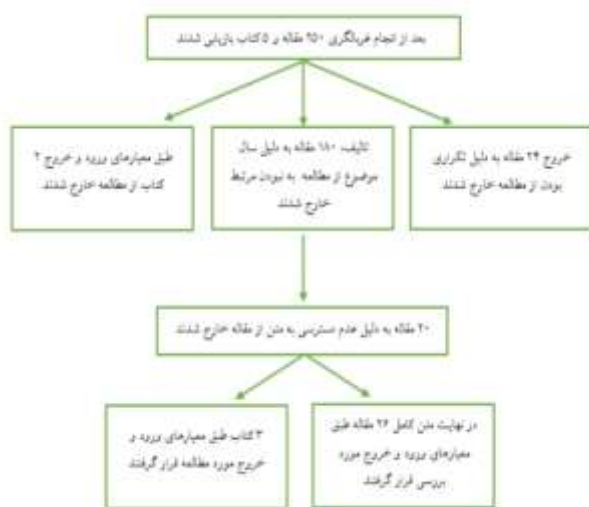 بعد از انجام غربالگری ۲۵۰ مقاله و ۵ کتاب بازیابی شدند
خروج ۲۴ مقاله به دلیل تکراری
بودن از مطالعه خارج شدند
تالیف، ۱۸۰ مقاله به دلیل سال
موضوع از مطالعه به نبودن مرتبط
خارج شدند
طبق معیارهای ورود و خروج ۲
کتاب از مطالعه خارج شدند
۲۰ مقاله به دلیل عدم دسترسی به متن از مقاله خارج شدند
در نهایت متن کامل ۲۶ مقاله طبق
معیارهای ورود و خروج مورد
بررسی قرار گرفتند
۳ کتاب طبق معیارهای ورود و
خروج مورد مطالعه قرار گرفتند